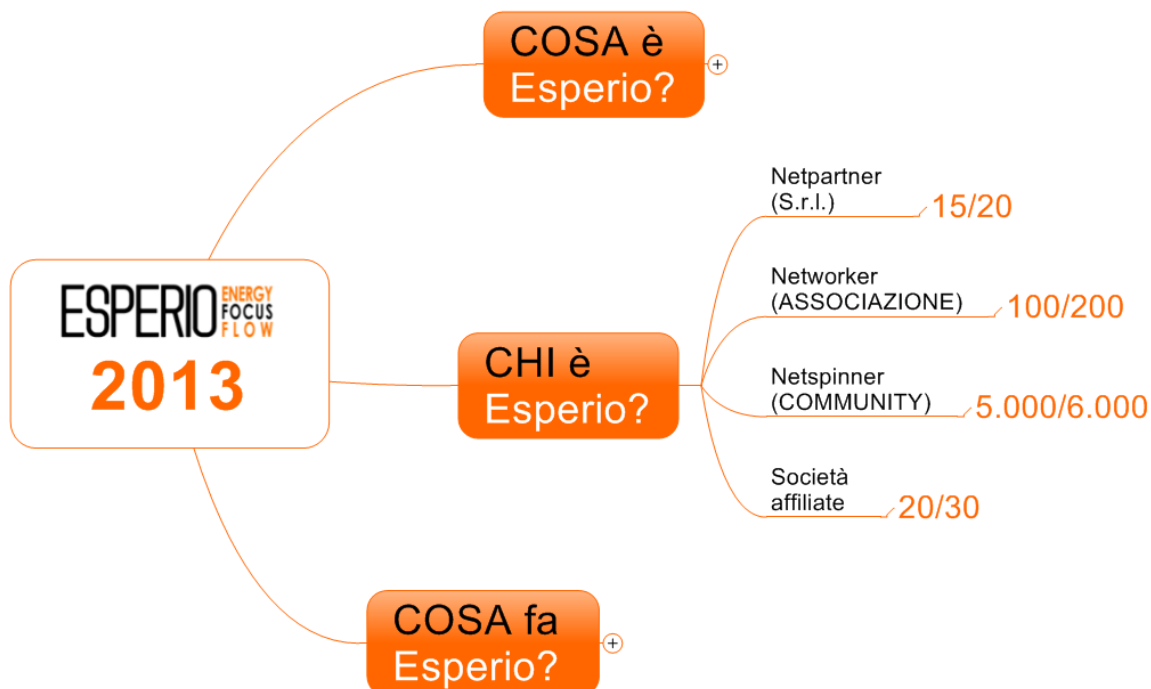 COSA è
Esperio?
ESPERIO ENERGY
FOCUS
FLOW
2013
CHI è
Esperio?
Netpartner
(S.r.l.)
15/20
Networker
(ASSOCIAZIONE)
100/200
Netspinner
(COMMUNITY)
5.000/6.000
Società
affiliate
20/30
COSA fa
Esperio?